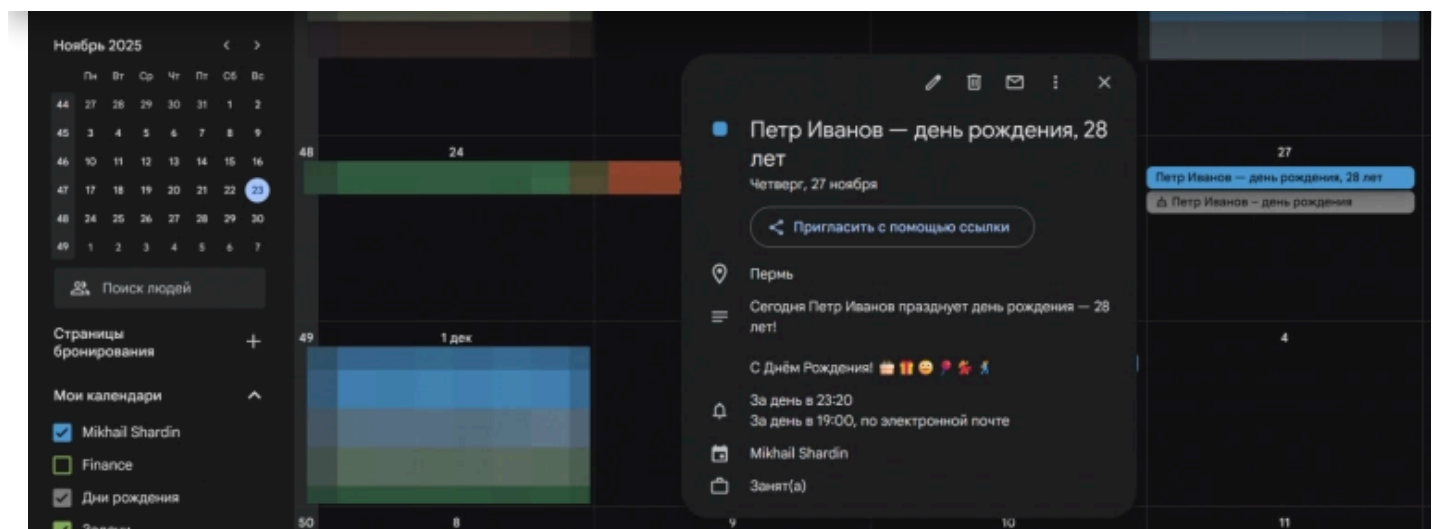 Ноябрь 2025
Пн Вт Ср Чт Пт Сб Вс
44 27 28 29 30 31 1 2
45 3 4 5 6 7 8 9
46 10 11 12 13 14 15 16
47 17 18 19 20 21 22 23
48 24 25 26 27 28 29 30
49 1 2 3 4 5 6 7
Поиск людей
Страницы
бронирования
Мои календари
Mikhail Shardin
Finance
Дни рождения
48 24
27
Петр Иванов — день рождения, 28 лет
Петр Иванов – день рождения
49 1 дек
4
50 8 9 10 11
Петр Иванов — день рождения, 28
лет
Четверг, 27 ноября
Пригласить с помощью ссылки
Пермь
Сегодня Петр Иванов празднует день рождения — 28
лет!
С Днём Рождения! 🎂🎁😄🎈💃🕺
За день в 23:20
За день в 19:00, по электронной почте
Mikhail Shardin
Занят(а)